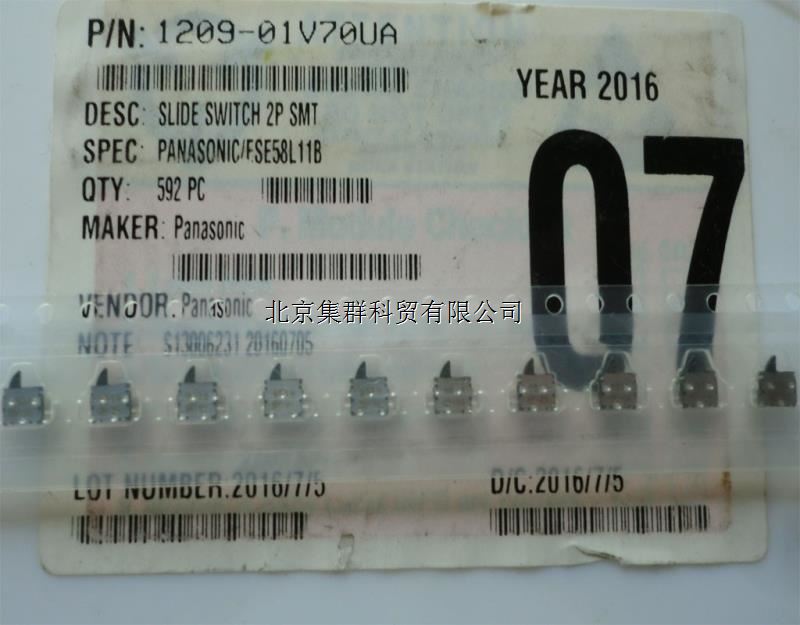 P/N: 1209-01V70UA
YEAR 2016
DESC: SLIDE SWITCH 2P SMT
SPEC: PANASONIC/ESE58L11B
QTY: 592 PC
07
MAKER: Panasonic
VENDOR: Panasonic
北京集群科贸有限公司
NOTE S13006231 20160705
LOT NUMBER:2016/7/5
D/C:2016/7/5